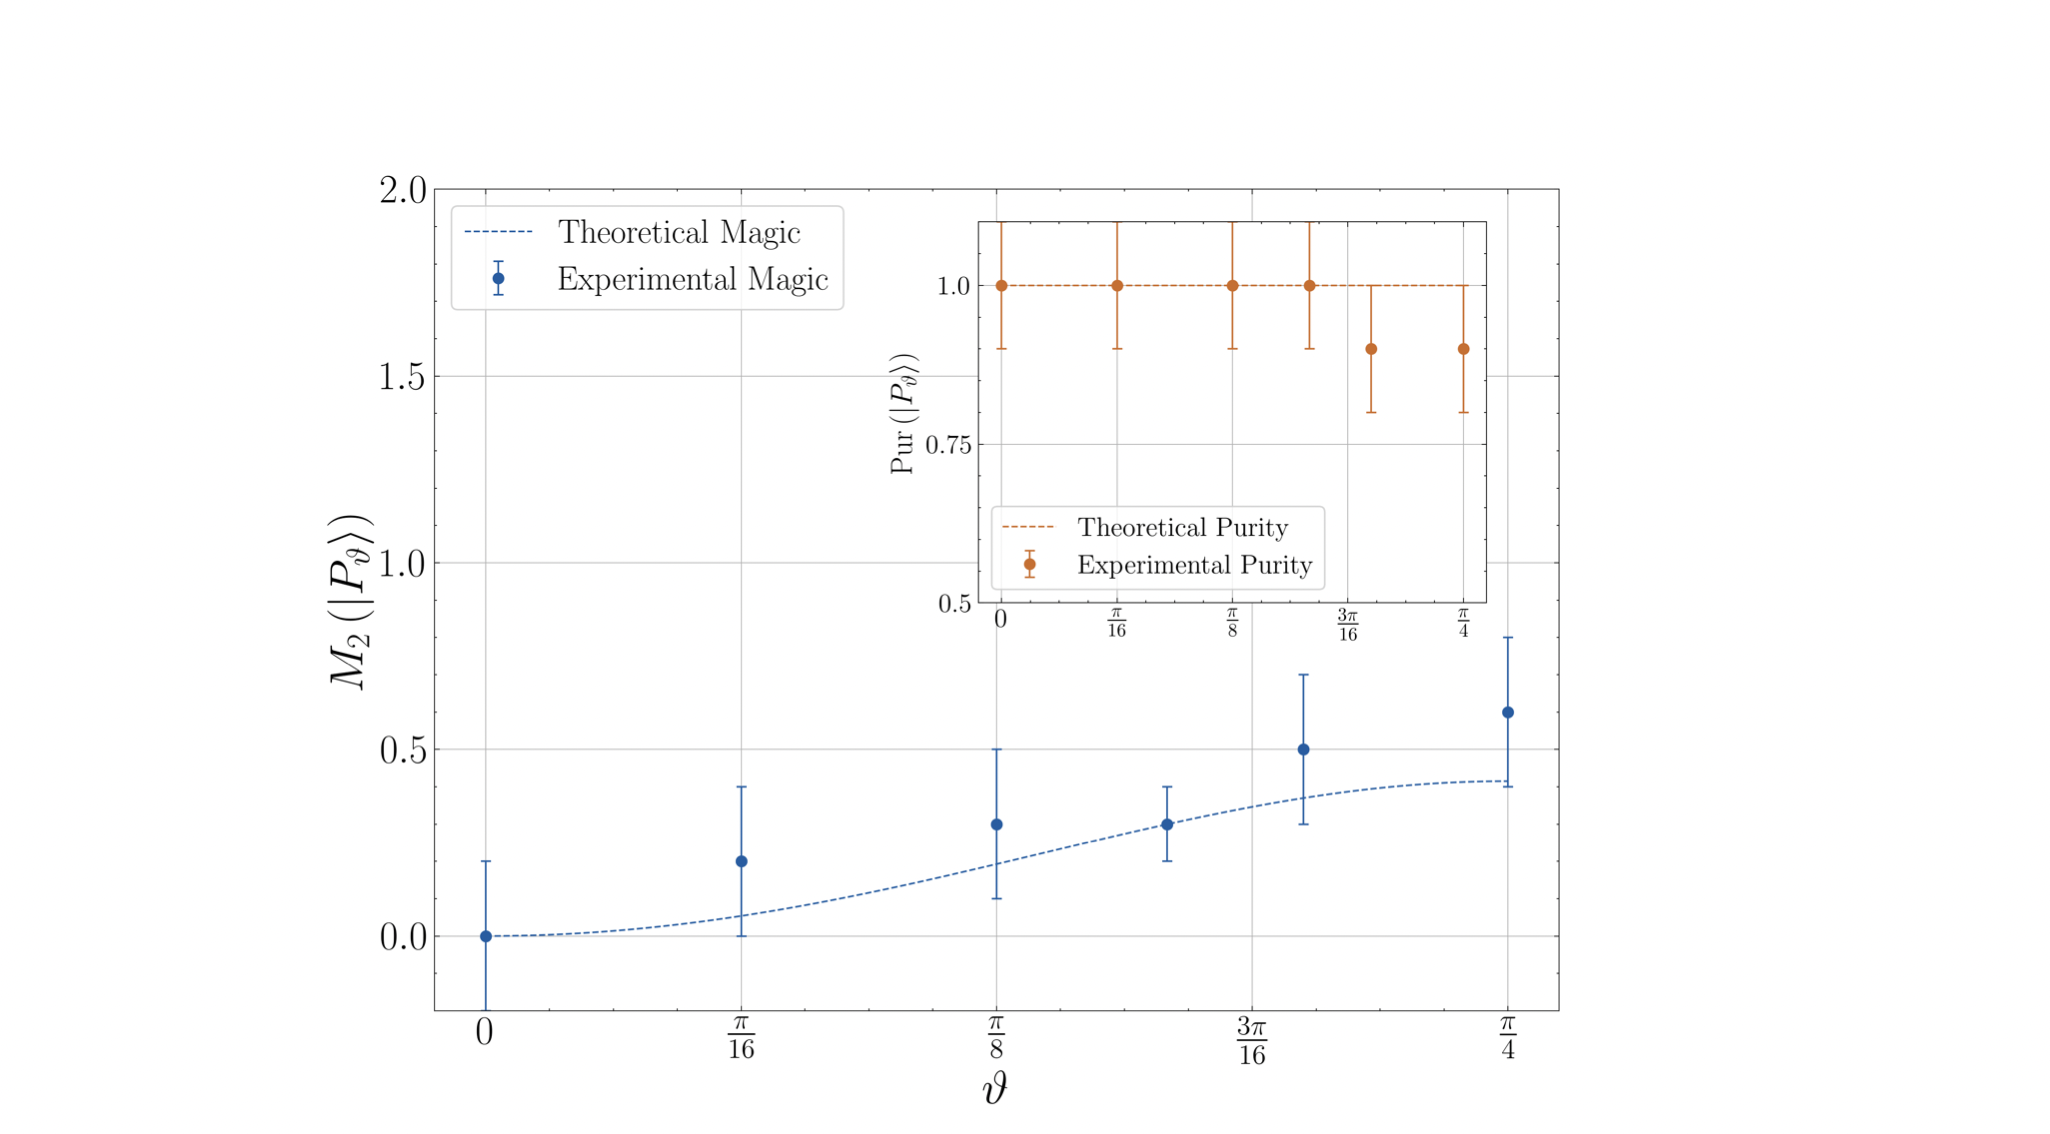 2.0
Theoretical Magic
Experimental Magic
1.5
1.0
0.5
0.0
M₂ (|P_ϑ⟩)
0
π/16
π/8
3π/16
π/4
ϑ
1.0
0.75
0.5
Pur (|P_ϑ⟩)
Theoretical Purity
Experimental Purity
0
π/16
π/8
3π/16
π/4